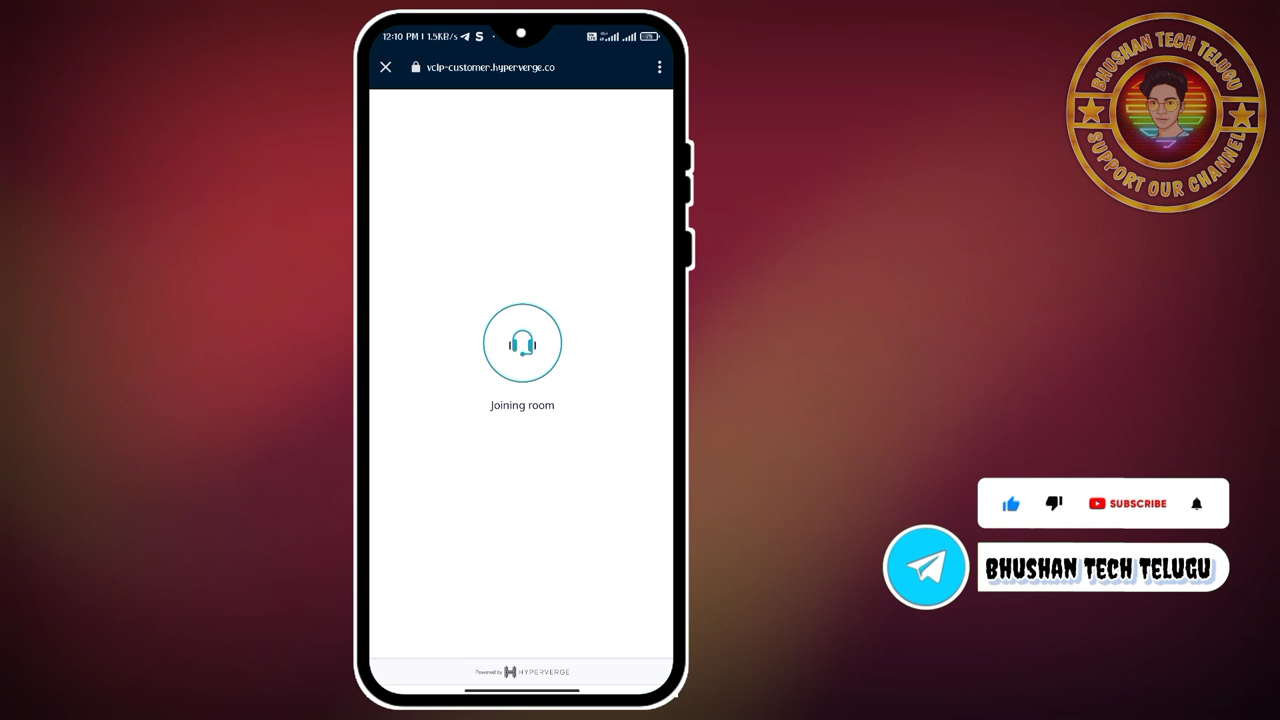 12:10 PM | 1.5KB/s
vcip-customer.hyperverge.co
Joining room
Powered by HYPERVERGE
BHUSHAN TECH TELUGU
SUPPORT OUR CHANNEL
SUBSCRIBE
BHUSHAN TECH TELUGU